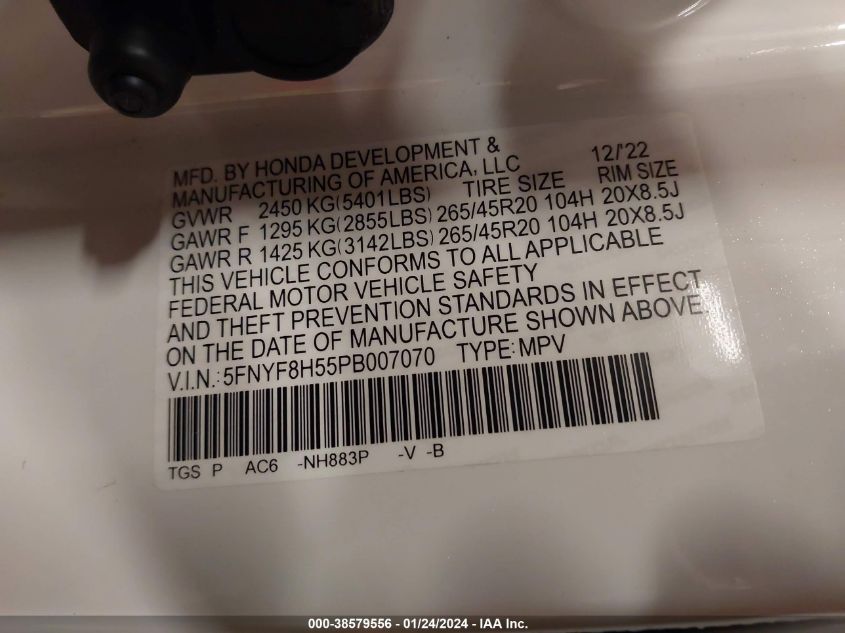 MFD. BY HONDA DEVELOPMENT &
MANUFACTURING OF AMERICA, LLC 12/'22
GVWR 2450 KG(5401LBS) TIRE SIZE RIM SIZE
GAWR F 1295 KG(2855LBS) 265/45R20 104H 20X8.5J
GAWR R 1425 KG(3142LBS) 265/45R20 104H 20X8.5J
THIS VEHICLE CONFORMS TO ALL APPLICABLE
FEDERAL MOTOR VEHICLE SAFETY
AND THEFT PREVENTION STANDARDS IN EFFECT
ON THE DATE OF MANUFACTURE SHOWN ABOVE.
V.I.N.: 5FNYF8H55PB007070 TYPE: MPV
TGS P AC6 -NH883P -V -B
000-38579556 - 01/24/2024 - IAA Inc.